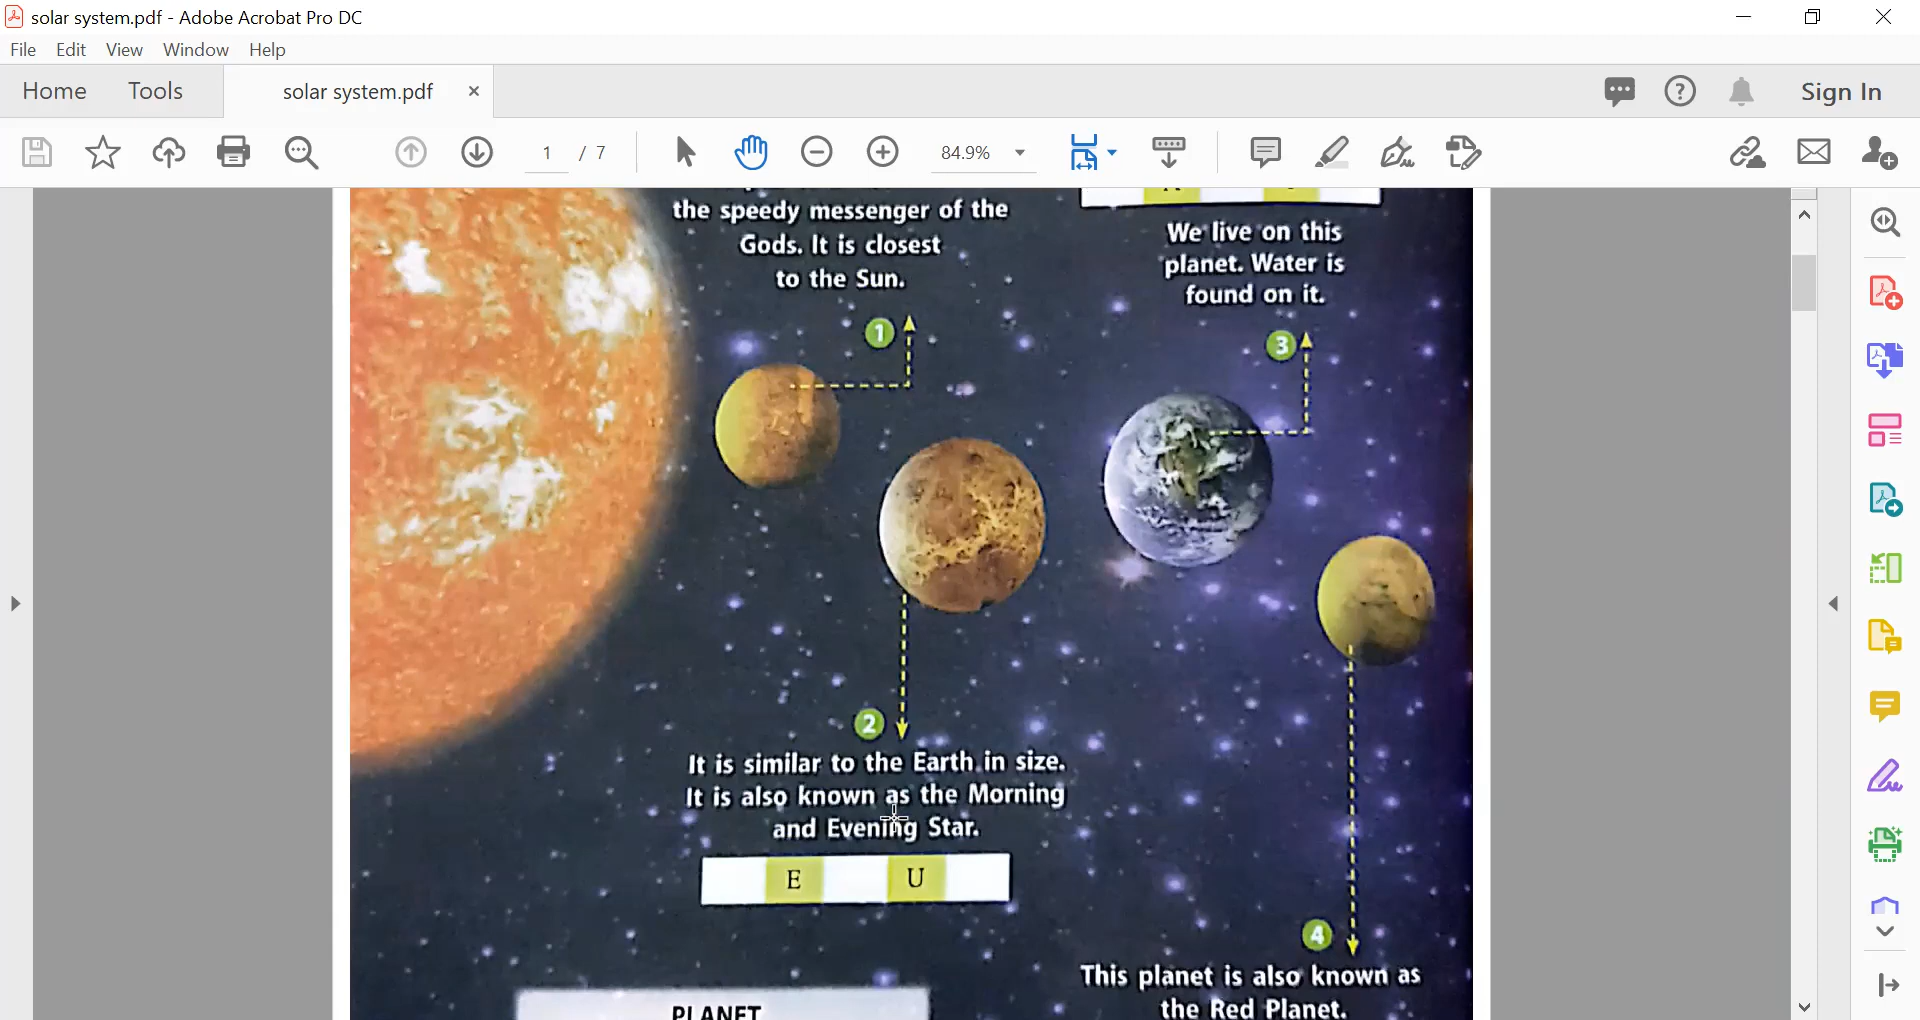 solar system.pdf - Adobe Acrobat Pro DC
File Edit View Window Help
Home Tools solar system.pdf × Sign In
1 / 7 84.9%
the speedy messenger of the
Gods. It is closest
to the Sun.
We live on this
planet. Water is
found on it.
1
3
2
It is similar to the Earth in size.
It is also known as the Morning
and Evening Star.
E U
4
This planet is also known as
the Red Planet.
PLANET